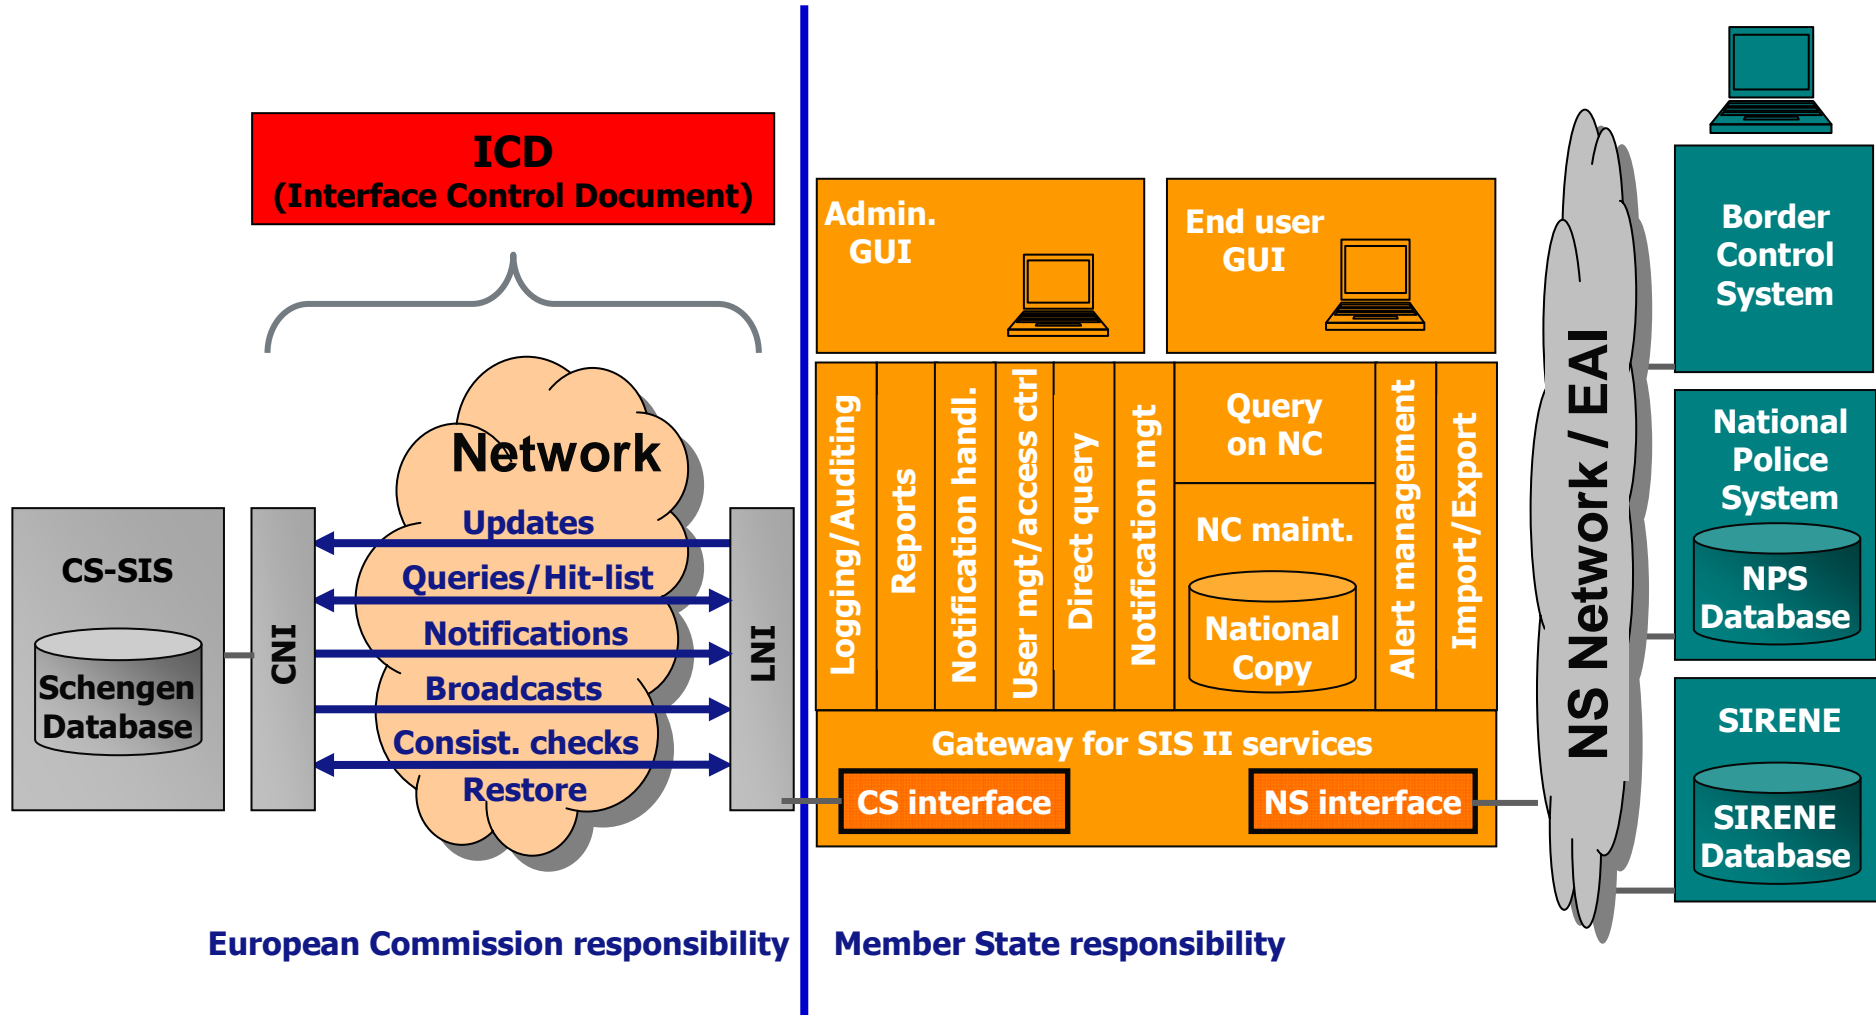 ICD
(Interface Control Document)
Network
Updates
Queries/Hit-list
Notifications
Broadcasts
Consist. checks
Restore
CS-SIS
Schengen
Database
CNI
LNI
European Commission responsibility
Member State responsibility
Admin.
GUI
End user
GUI
Logging/Auditing
Reports
Notification handl.
User mgt/access ctrl
Direct query
Notification mgt
Query
on NC
NC maint.
National
Copy
Alert management
Import/Export
Gateway for SIS II services
CS interface
NS interface
NS Network / EAI
Border
Control
System
National
Police
System
NPS
Database
SIRENE
SIRENE
Database